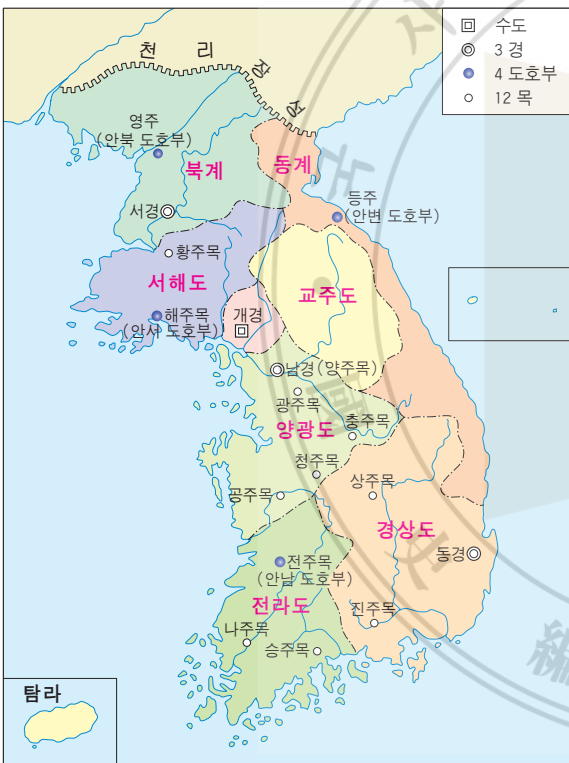 수도
3 경
4 도호부
12 목
천 리 장 성
영주
(안북 도호부)
북계
동계
등주
(안변 도호부)
서경
황주목
서해도
교주도
해주목
(안서 도호부)
개경
남경(양주목)
광주목
양광도
충주목
청주목
상주목
공주목
경상도
동경
전주목
(안남 도호부)
전라도
진주목
나주목
승주목
탐라
國
史
編